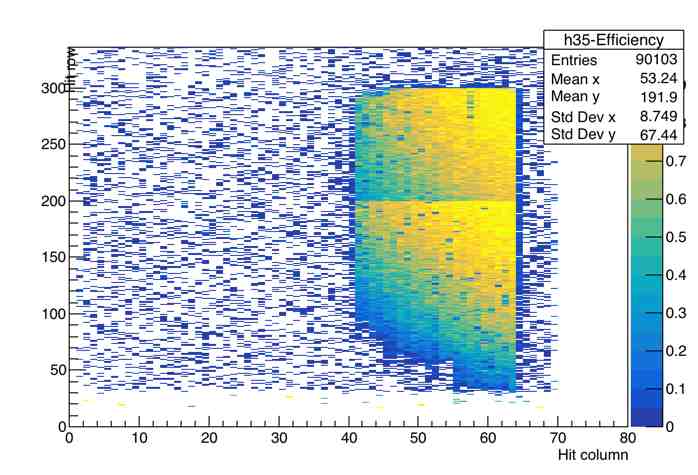 h35-Efficiency
Entries 90103
Mean x 53.24
Mean y 191.9
Std Dev x 8.749
Std Dev y 67.44
300
250
200
150
100
50
0
0 10 20 30 40 50 60 70 80
Hit column
0.7
0.6
0.5
0.4
0.3
0.2
0.1
0